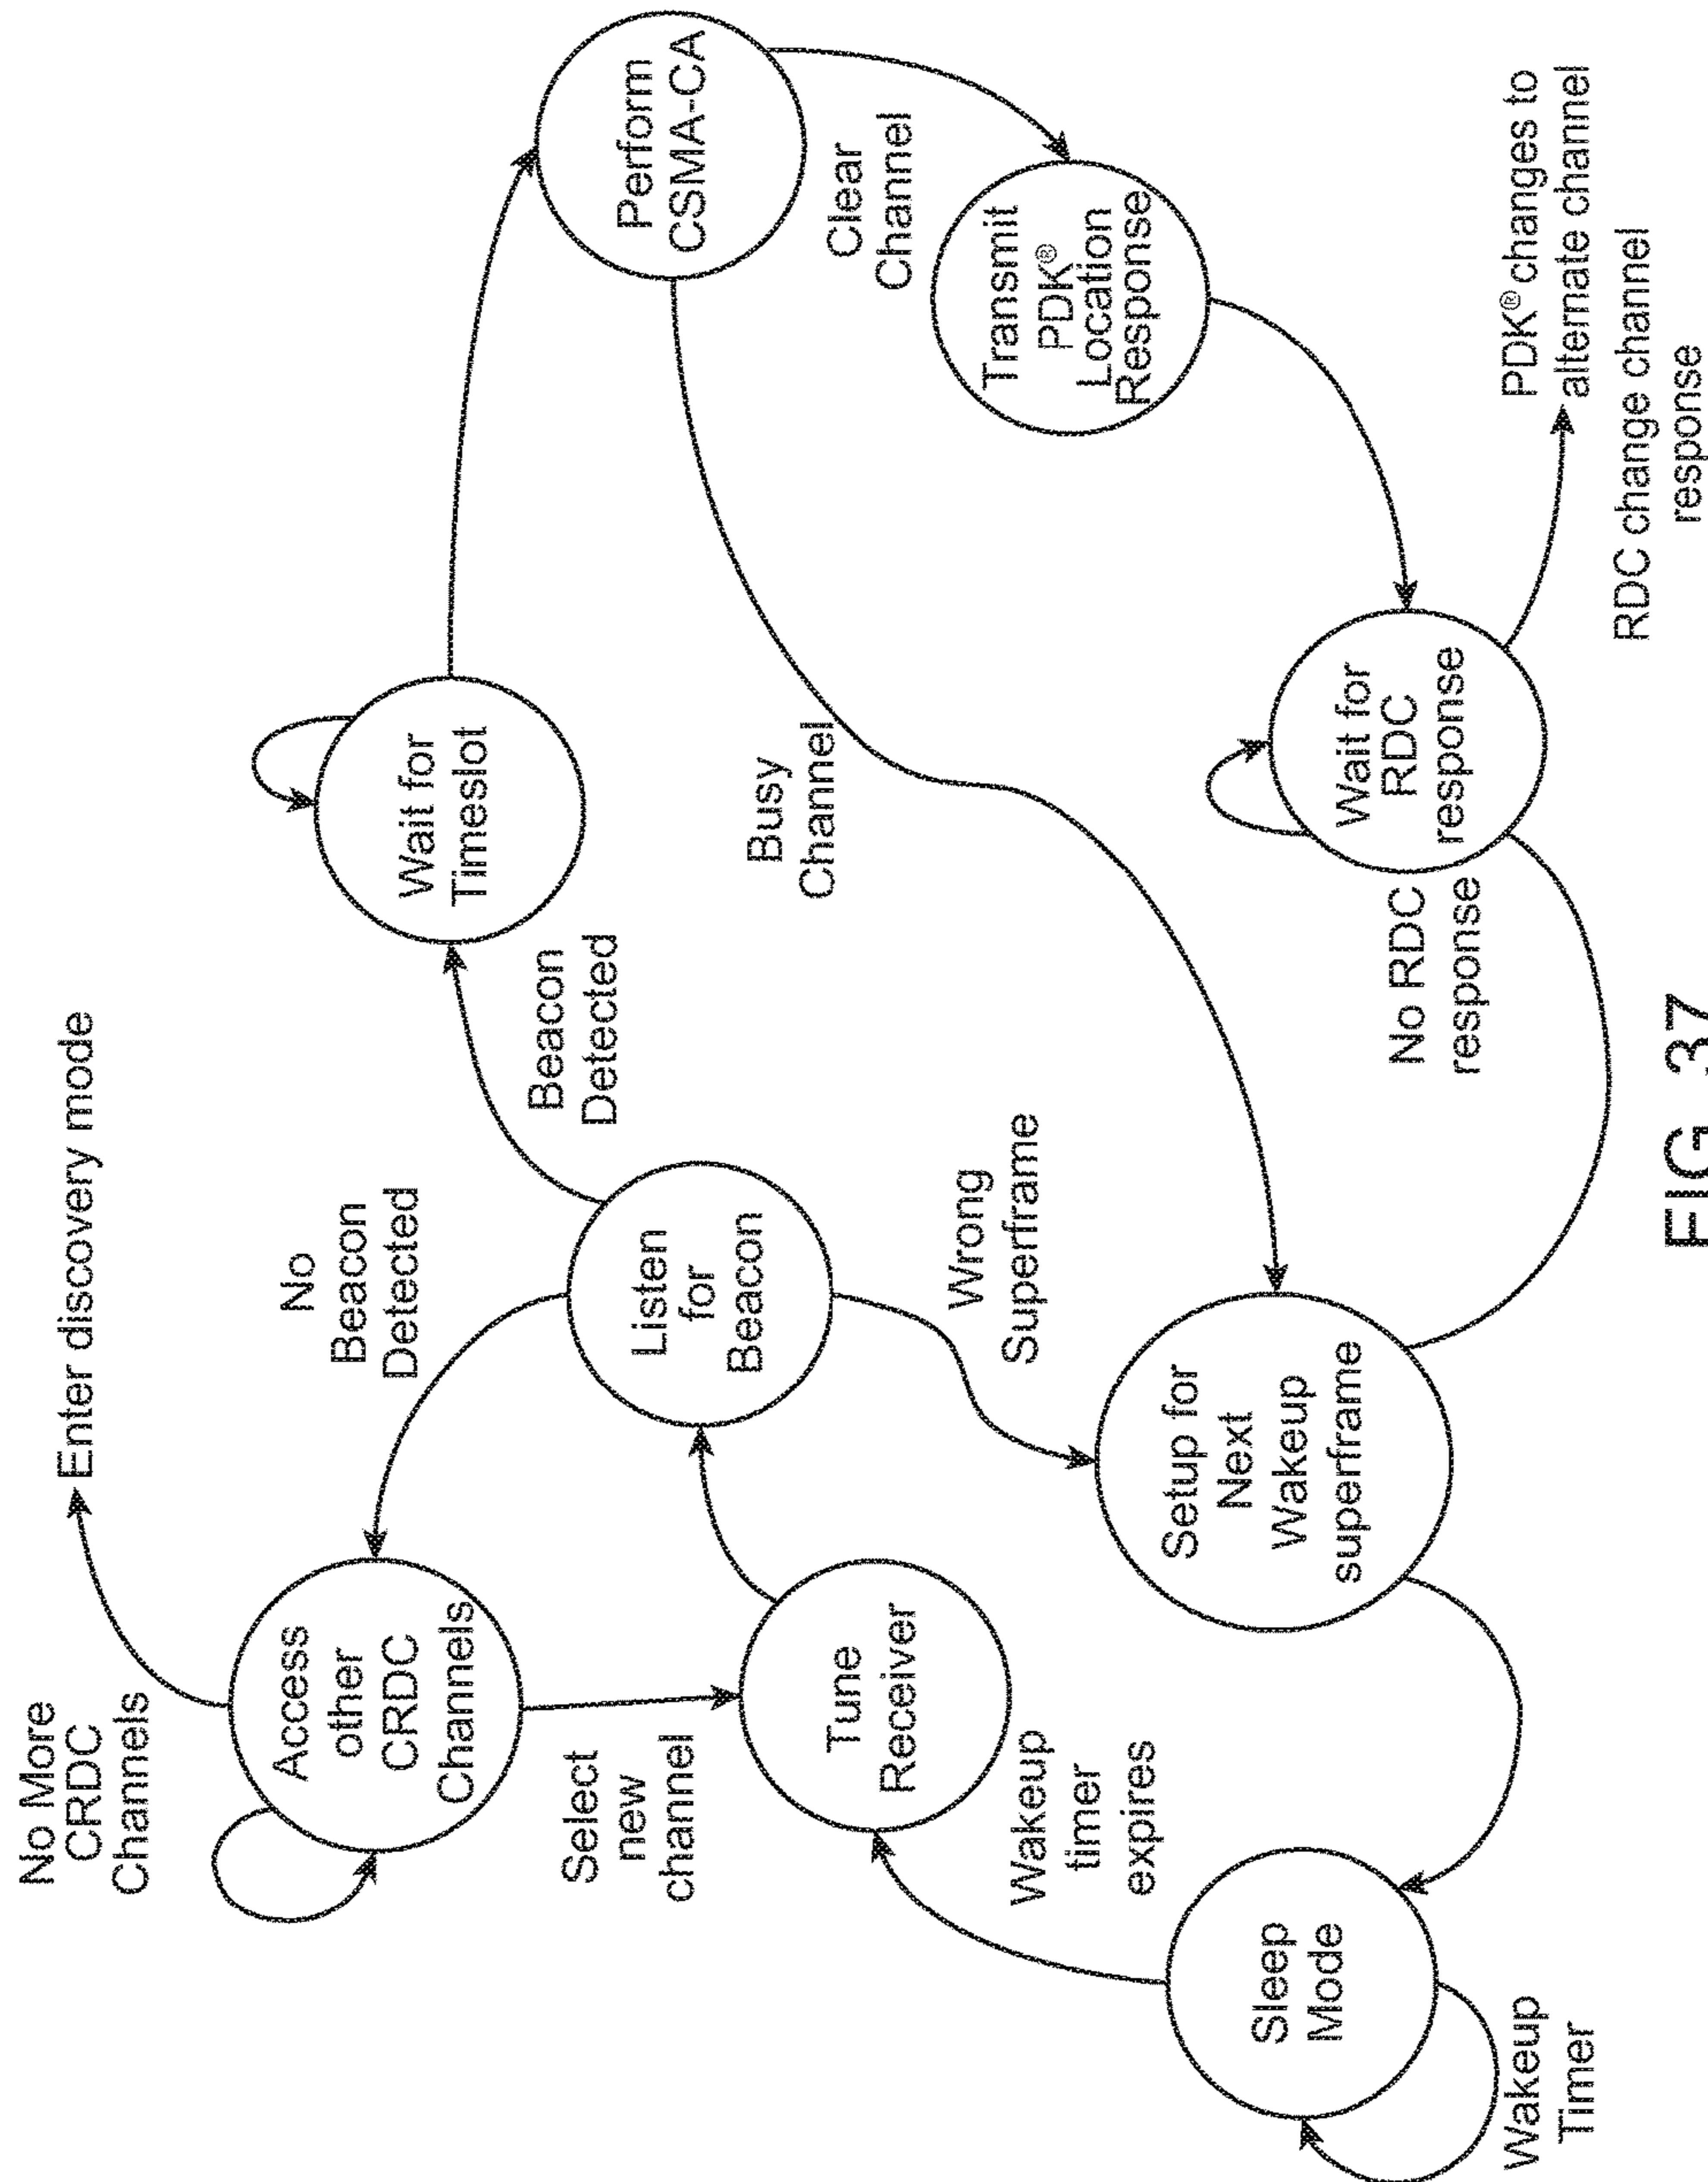 No More
CRDC
Channels
Enter discovery mode
Access
other
CRDC
Channels
No
Beacon
Detected
Select
new
channel
Tune
Receiver
Listen
for
Beacon
Beacon
Detected
Wait for
Timeslot
Perform
CSMA-CA
Wakeup
timer
expires
Wrong
Superframe
Busy
Channel
Clear
Channel
Transmit
PDK®
Location
Response
Sleep
Mode
Wakeup
Timer
Setup for
Next
Wakeup
superframe
No RDC
response
Wait for
RDC
response
PDK® changes to
alternate channel
RDC change channel
response
FIG. 37